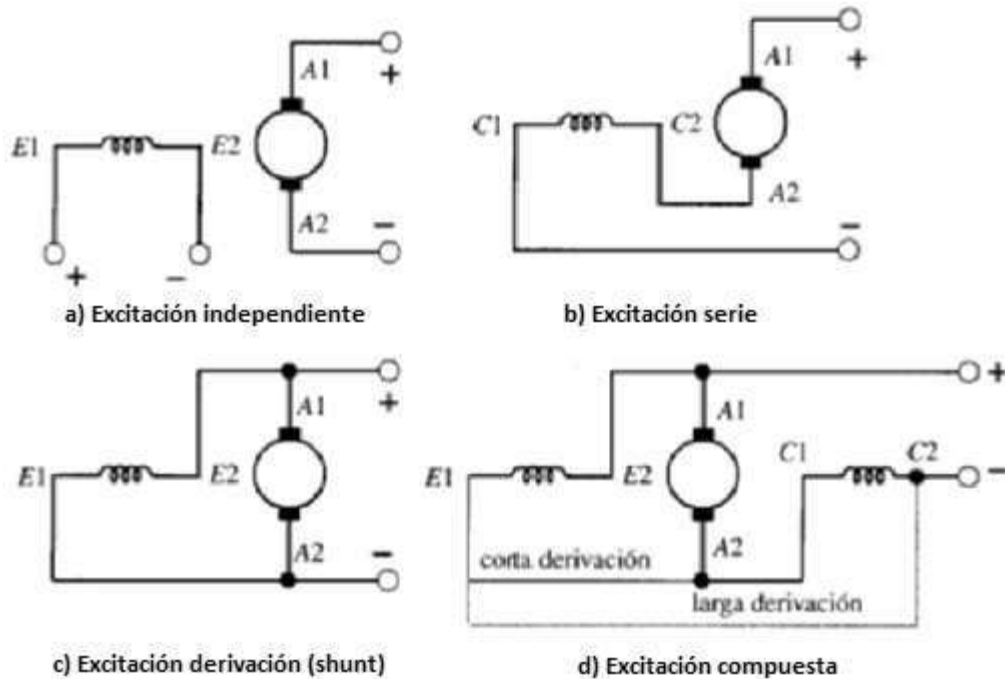 A1
+
E1
E2
A2
−
+
−
a) Excitación independiente
A1
+
C1
C2
A2
−
b) Excitación serie
A1
+
E1
E2
A2
−
c) Excitación derivación (shunt)
+
A1
C1
C2
E1
E2
−
A2
corta derivación
larga derivación
d) Excitación compuesta